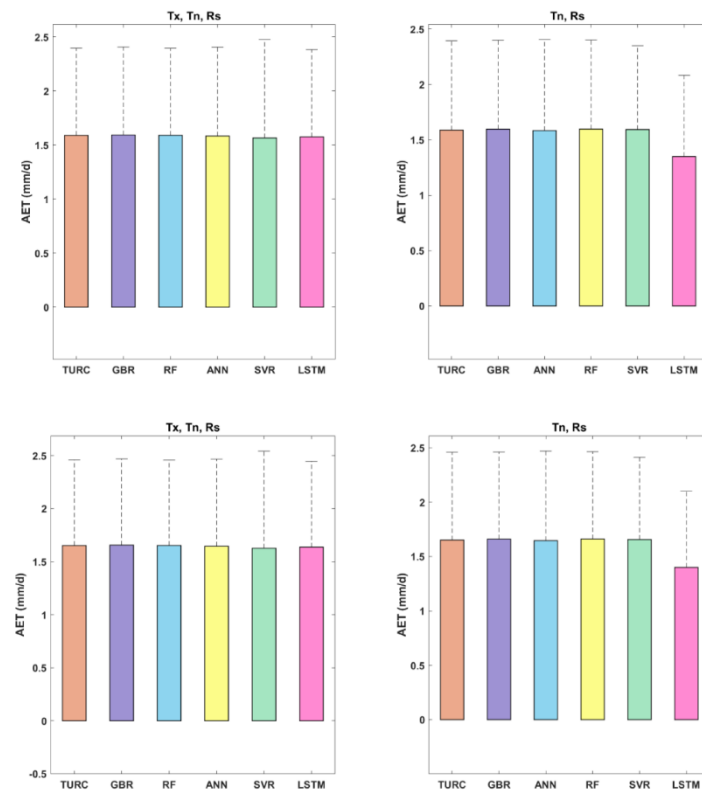 Tx, Tn, Rs
2.5
2
1.5
1
0.5
0
AET (mm/d)
TURC GBR RF ANN SVR LSTM
Tn, Rs
2.5
2
1.5
1
0.5
0
AET (mm/d)
TURC GBR ANN RF SVR LSTM
Tx, Tn, Rs
2.5
2
1.5
1
0.5
0
-0.5
AET (mm/d)
TURC GBR RF ANN SVR LSTM
Tn, Rs
2.5
2
1.5
1
0.5
0
AET (mm/d)
TURC GBR ANN RF SVR LSTM